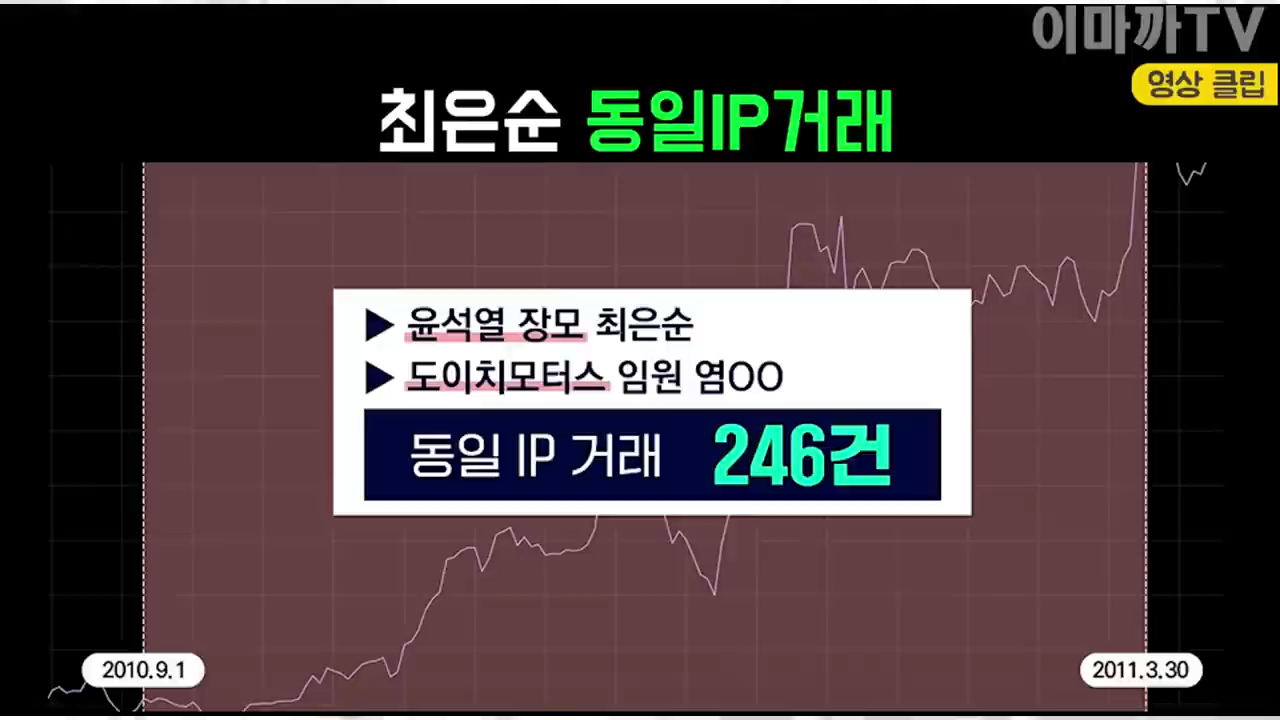 이마까TV
영상 클립
최은순 동일IP거래
▶ 윤석열 장모 최은순
▶ 도이치모터스 임원 염OO
동일 IP 거래 246건
2010.9.1
2011.3.30